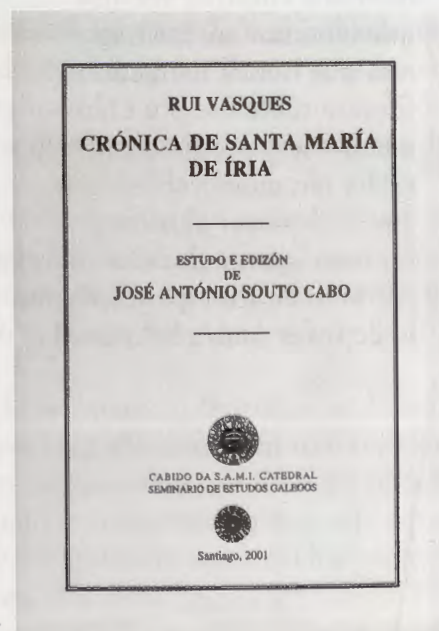 RUI VASQUES
CRÓNICA DE SANTA MARÍA
DE ÍRIA
ESTUDO E EDIZÓN
DE
JOSÉ ANTÓNIO SOUTO CABO
CABIDO DA S.A.M.I. CATEDRAL
SEMINARIO DE ESTUDOS GALEGOS
Santiago, 2001